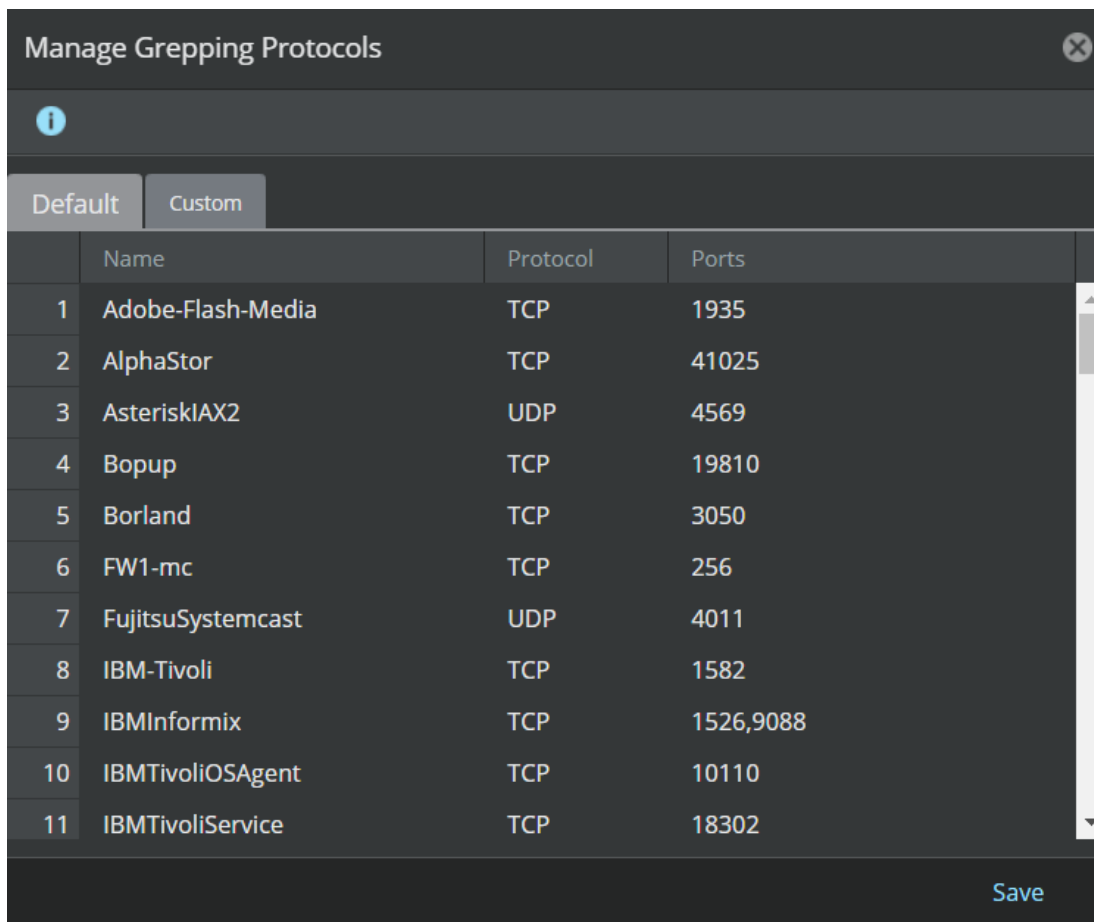 Manage Grepping Protocols
Default Custom
Name Protocol Ports
1 Adobe-Flash-Media TCP 1935
2 AlphaStor TCP 41025
3 AsteriskIAX2 UDP 4569
4 Bopup TCP 19810
5 Borland TCP 3050
6 FW1-mc TCP 256
7 FujitsuSystemcast UDP 4011
8 IBM-Tivoli TCP 1582
9 IBMInformix TCP 1526,9088
10 IBMTivoliOSAgent TCP 10110
11 IBMTivoliService TCP 18302
Save